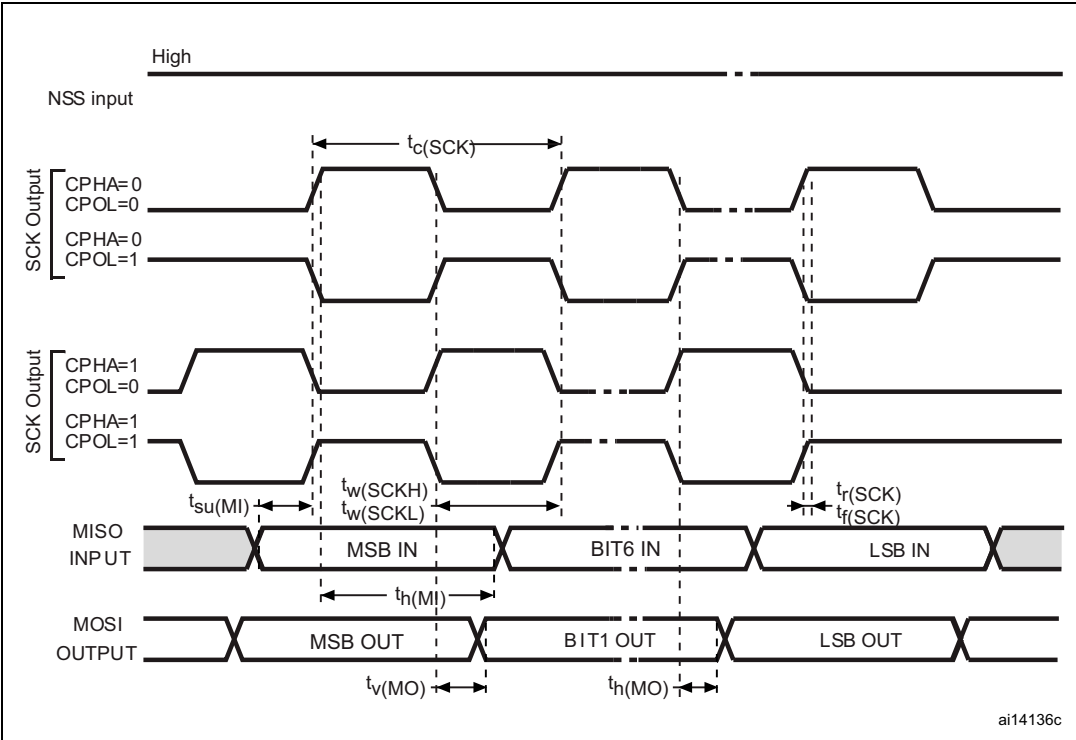 High
NSS input
tc(SCK)
SCK Output
CPHA=0
CPOL=0
CPHA=0
CPOL=1
SCK Output
CPHA=1
CPOL=0
CPHA=1
CPOL=1
tsu(MI)
tw(SCKH)
tw(SCKL)
tr(SCK)
tf(SCK)
MISO
INPUT
MSB IN
BIT6 IN
LSB IN
th(MI)
MOSI
OUTPUT
MSB OUT
BIT1 OUT
LSB OUT
tv(MO)
th(MO)
ai14136c